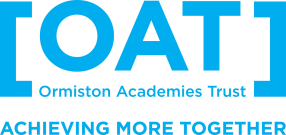 [OAT]
Ormiston Academies Trust
ACHIEVING MORE TOGETHER